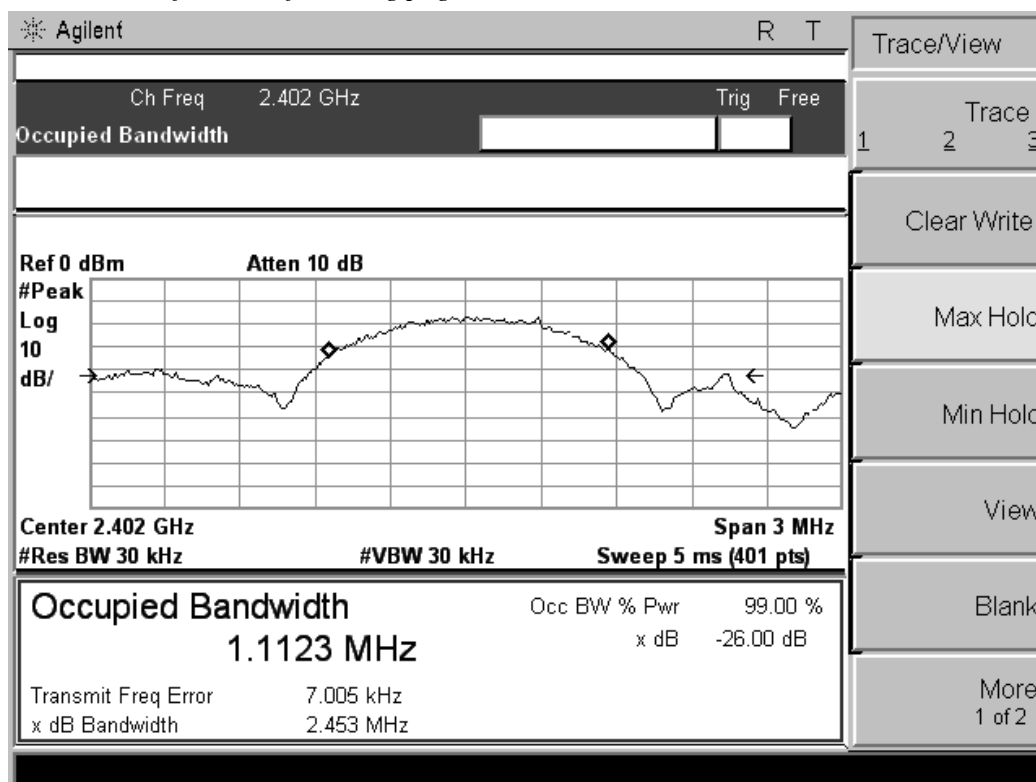 Agilent R T
Trace/View
Ch Freq 2.402 GHz Trig Free
Occupied Bandwidth
Trace
1 2 3
Clear Write
Ref 0 dBm Atten 10 dB
#Peak
Log
10
dB/
Max Hold
Min Hold
Center 2.402 GHz Span 3 MHz
#Res BW 30 kHz #VBW 30 kHz Sweep 5 ms (401 pts)
View
Occupied Bandwidth Occ BW % Pwr 99.00 %
1.1123 MHz x dB -26.00 dB
Transmit Freq Error 7.005 kHz
x dB Bandwidth 2.453 MHz
Blank
More
1 of 2